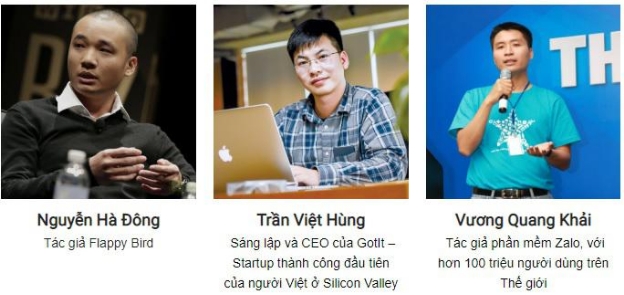 Nguyễn Hà Đông
Tác giả Flappy Bird
TH
Trần Việt Hùng
Sáng lập và CEO của GotIt –
Startup thành công đầu tiên
của người Việt ở Silicon Valley
Vương Quang Khải
Tác giả phần mềm Zalo, với
hơn 100 triệu người dùng trên
Thế giới